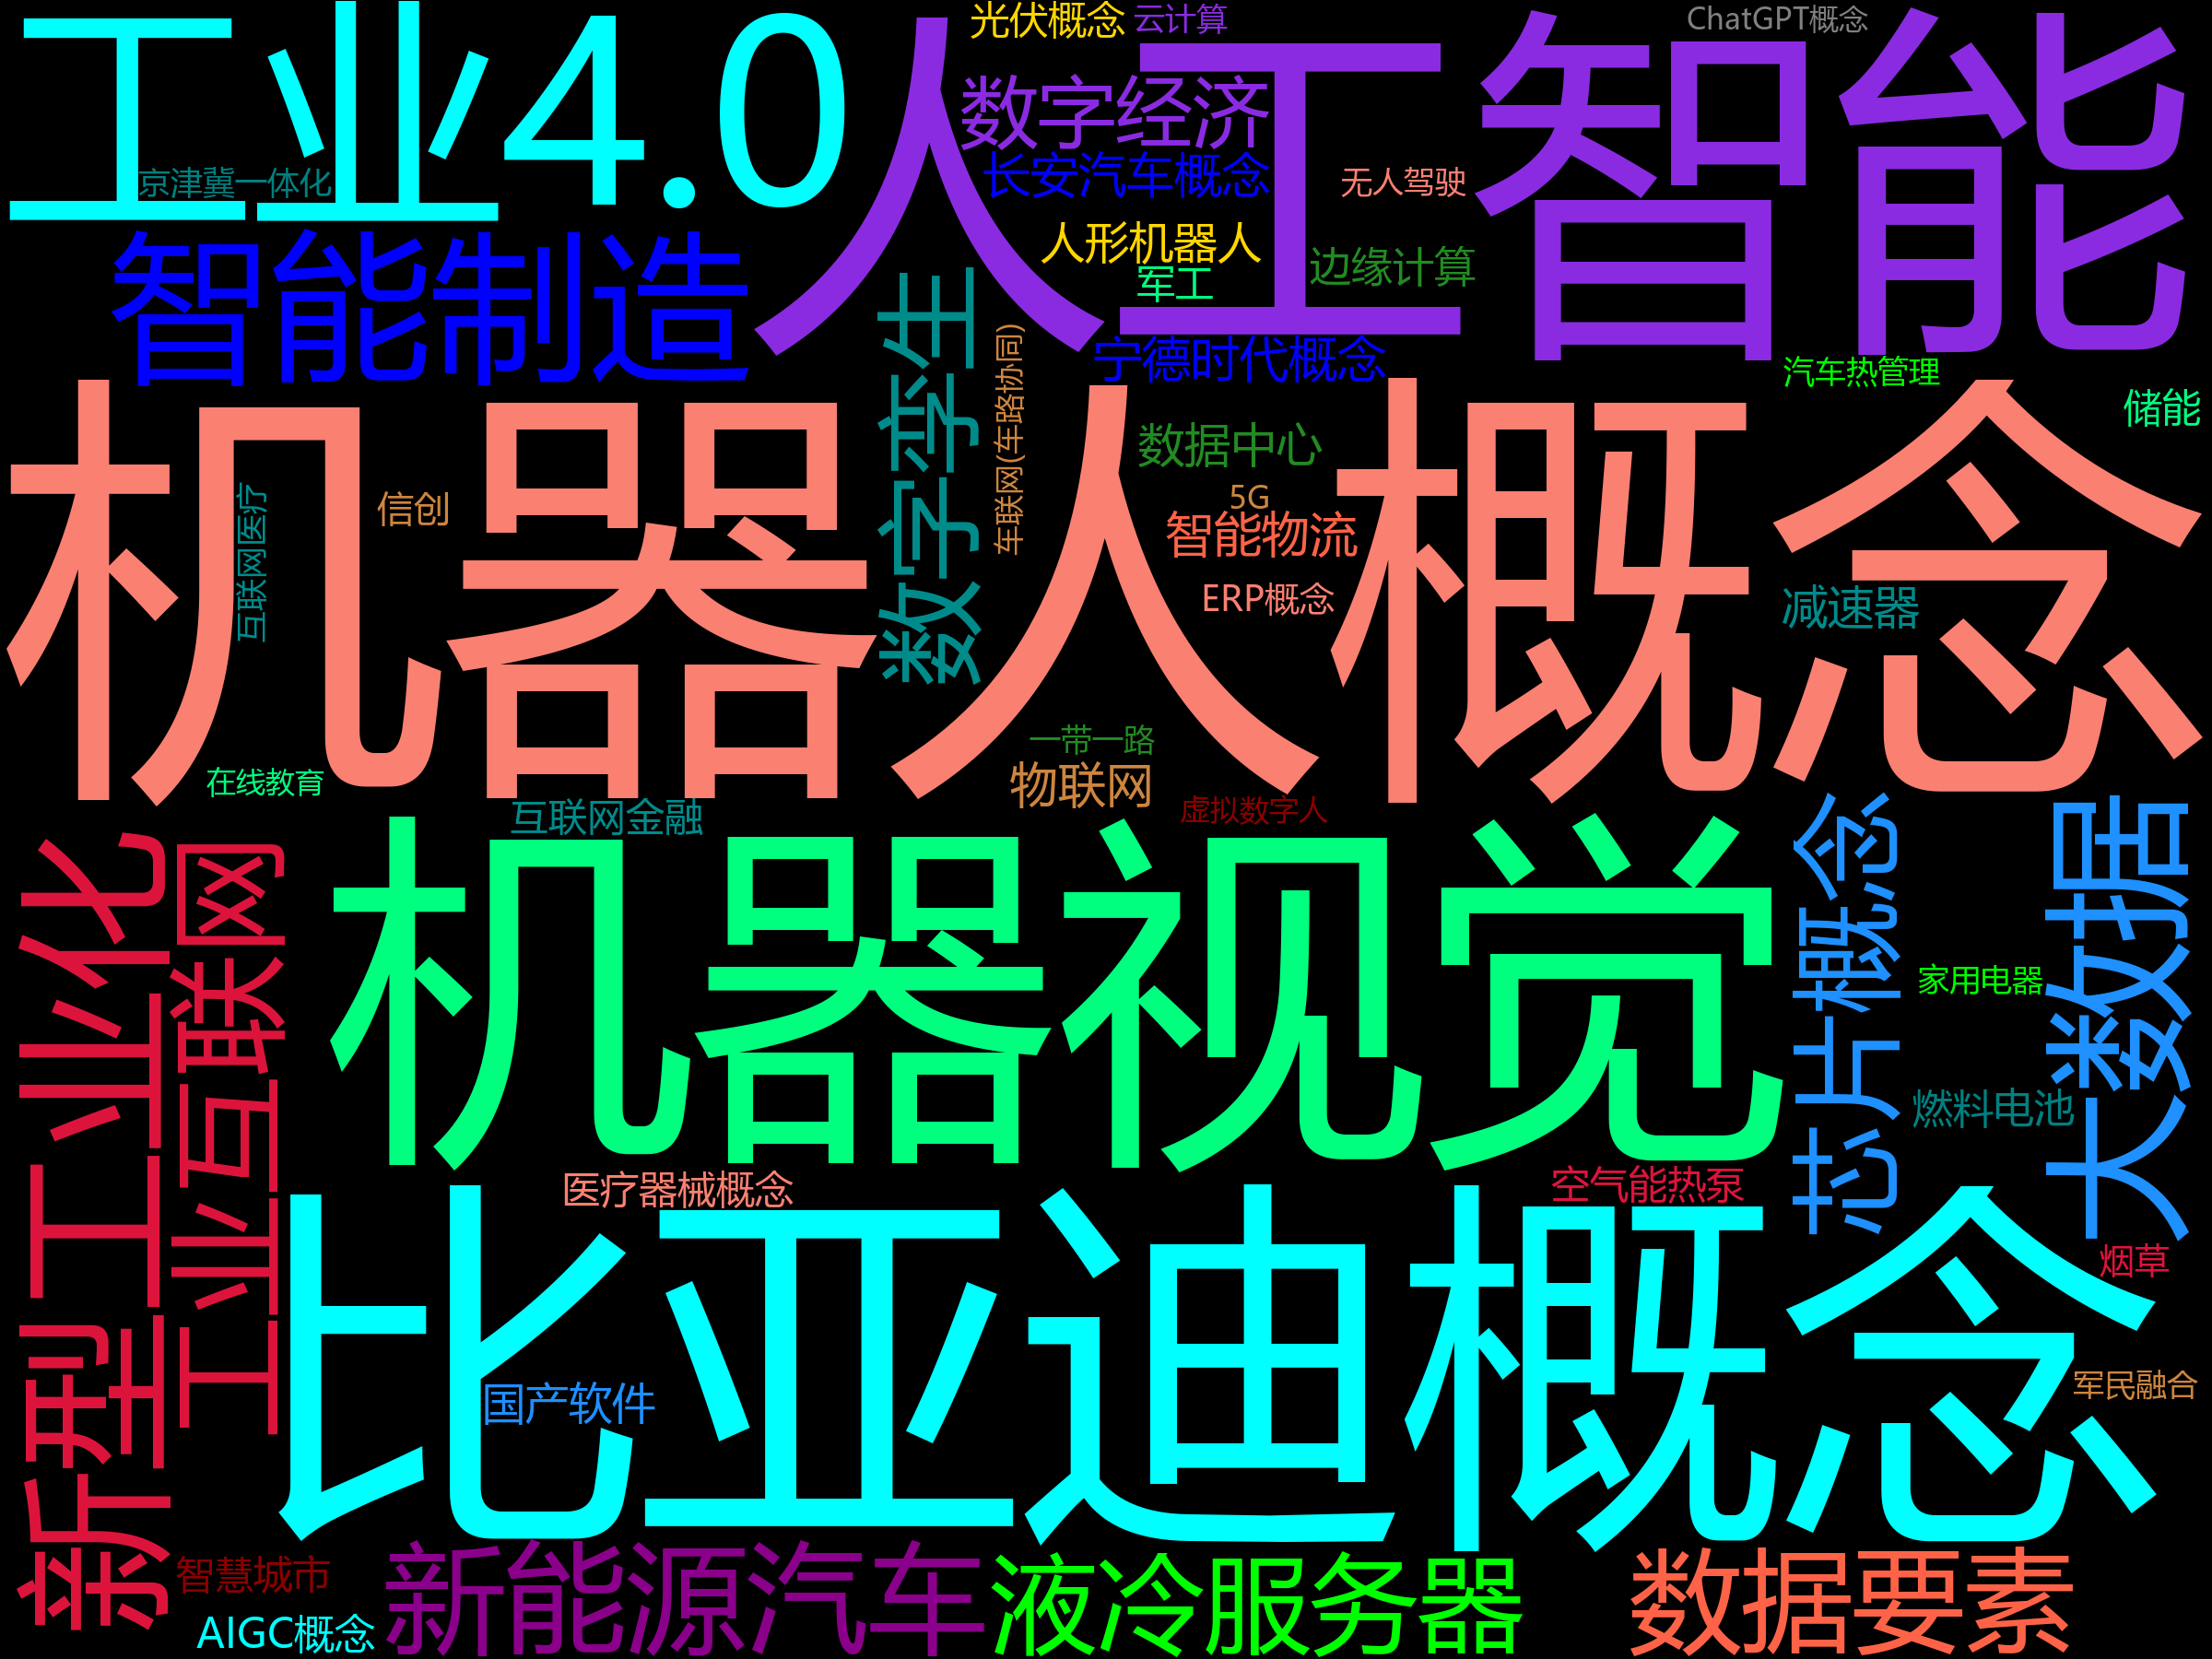 工业4.0
人工智能
光伏概念
云计算
ChatGPT概念
数字经济
长安汽车概念
京津冀一体化
无人驾驶
智能制造
人形机器人
边缘计算
军工
数字孪生
车联网(车路协同)
宁德时代概念
汽车热管理
储能
机器人概念
数据中心
5G
智能物流
ERP概念
信创
互联网医疗
减速器
一带一路
物联网
在线教育
互联网金融
虚拟数字人
新型工业化
工业互联网
机器视觉
芯片概念
大数据
家用电器
燃料电池
医疗器械概念
空气能热泵
烟草
比亚迪概念
国产软件
军民融合
智慧城市
AIGC概念
新能源汽车
液冷服务器
数据要素